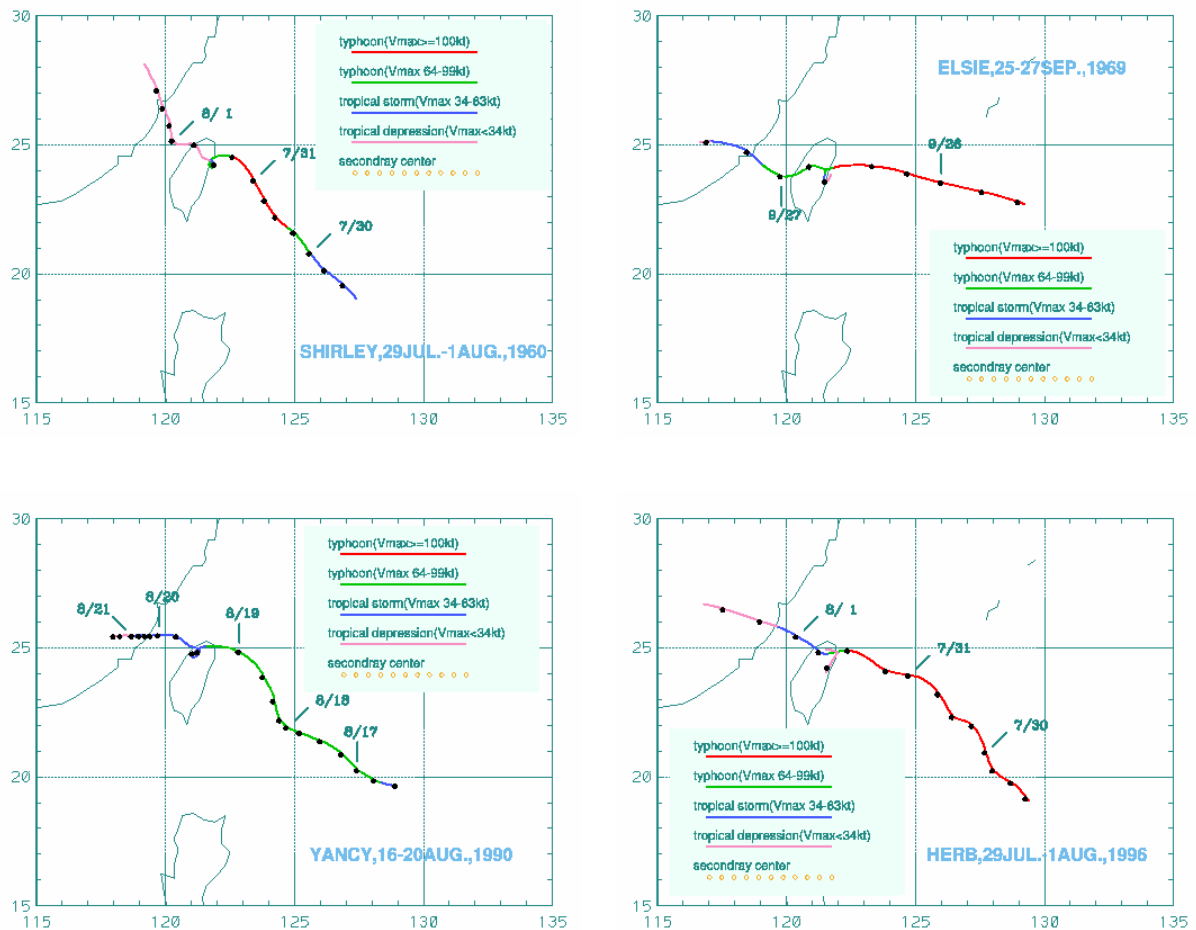 30
typhoon(Vmax>=100kt)
typhoon(Vmax 64-99kt)
tropical storm(Vmax 34-63kt)
tropical depression(Vmax<34kt)
secondray center
8/ 1
25
7/31
7/30
20
SHIRLEY,29JUL.-1AUG.,1960
15
115 120 125 130 135
30
ELSIE,25-27SEP.,1969
25
9/26
9/27
typhoon(Vmax>=100kt)
typhoon(Vmax 64-99kt)
20
tropical storm(Vmax 34-63kt)
tropical depression(Vmax<34kt)
secondray center
15
115 120 125 130 135
30
typhoon(Vmax>=100kt)
typhoon(Vmax 64-99kt)
tropical storm(Vmax 34-63kt)
tropical depression(Vmax<34kt)
secondray center
8/21 8/20 8/19
25
8/18
8/17
20
YANCY,16-20AUG.,1990
15
115 120 125 130 135
30
8/ 1
25
7/31
7/30
typhoon(Vmax>=100kt)
typhoon(Vmax 64-99kt)
20
tropical storm(Vmax 34-63kt)
tropical depression(Vmax<34kt)
secondray center
HERB,29JUL.-1AUG.,1996
15
115 120 125 130 135